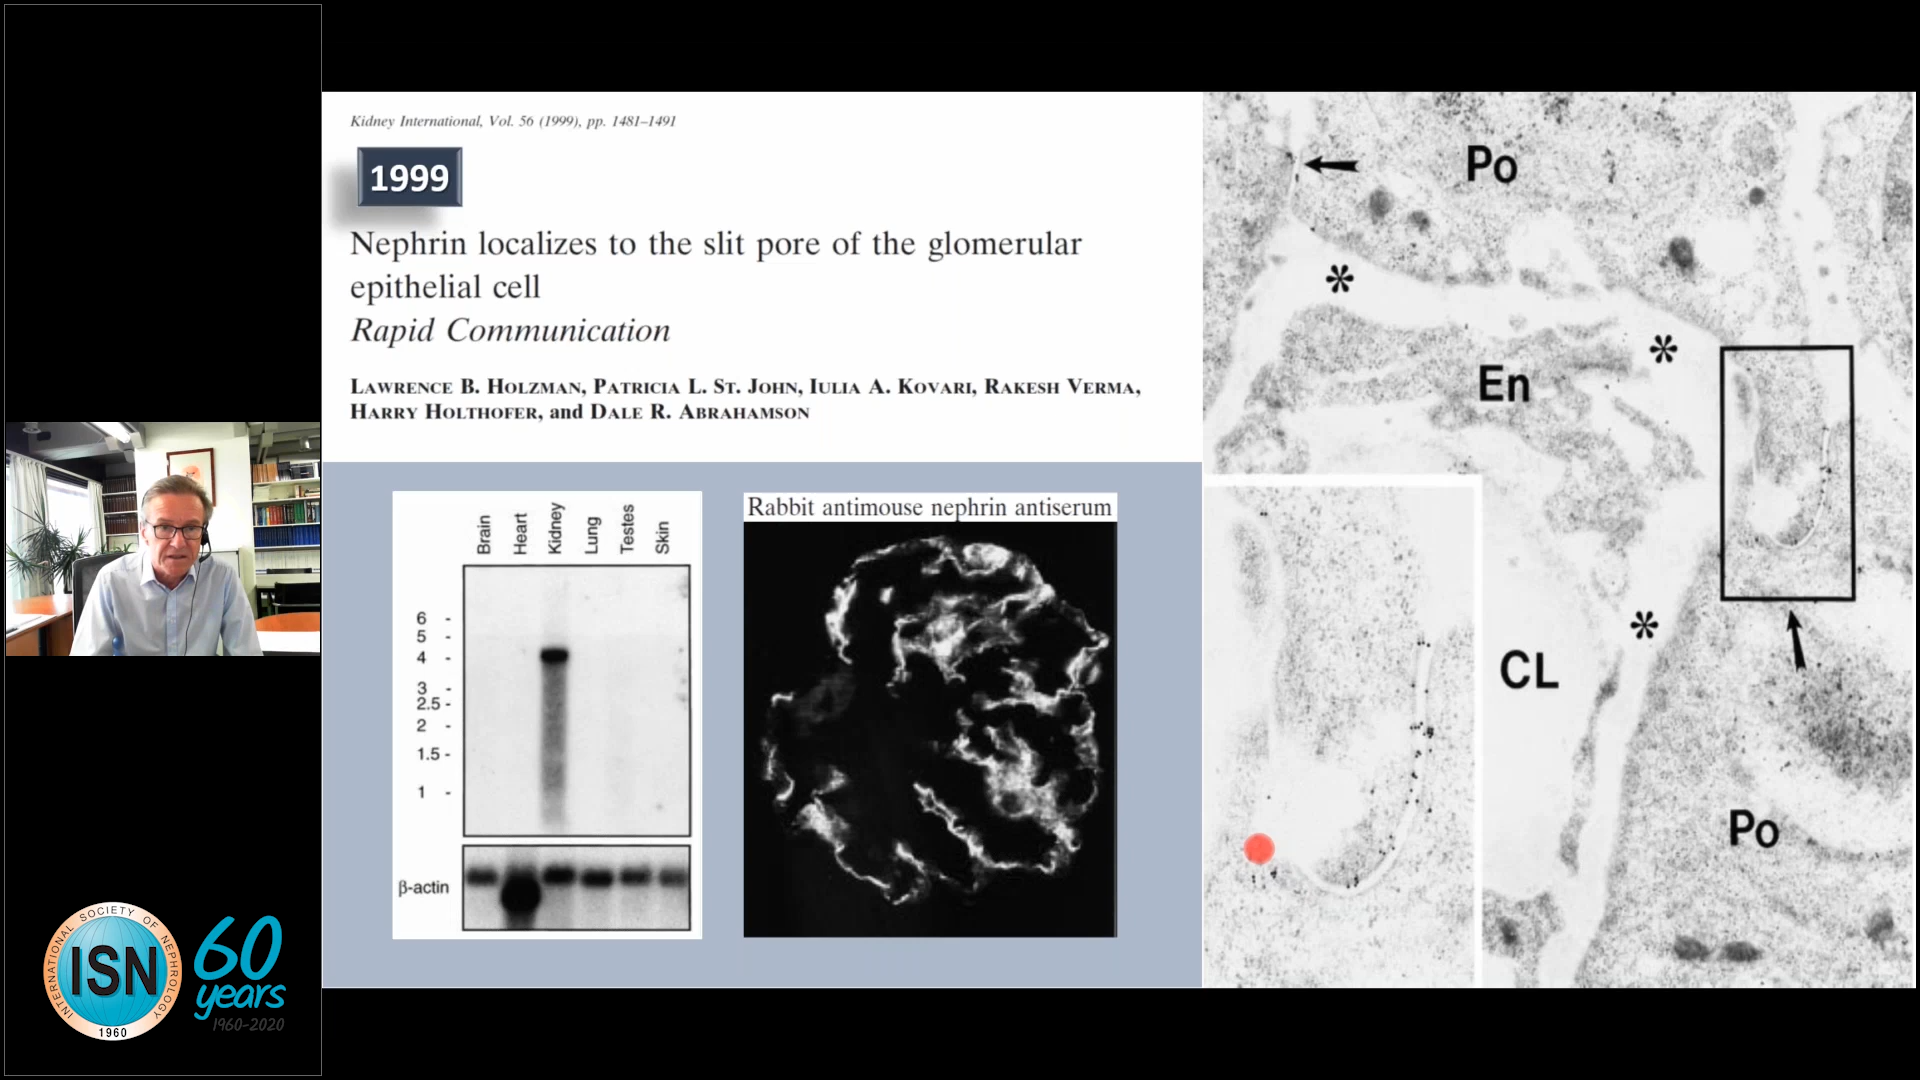 Kidney International, Vol. 56 (1999), pp. 1481–1491
1999
Nephrin localizes to the slit pore of the glomerular
epithelial cell
Rapid Communication
LAWRENCE B. HOLZMAN, PATRICIA L. ST. JOHN, IULIA A. KOVARI, RAKESH VERMA,
HARRY HOLTHOFER, and DALE R. ABRAHAMSON
Brain
Heart
Kidney
Lung
Testes
Skin
6 -
5 -
4 -
3 -
2.5 -
2 -
1.5 -
1 -
β-actin
Rabbit antimouse nephrin antiserum
Po
*
*
En
*
CL
Po
INTERNATIONAL SOCIETY OF NEPHROLOGY
ISN
1960
60
years
1960-2020